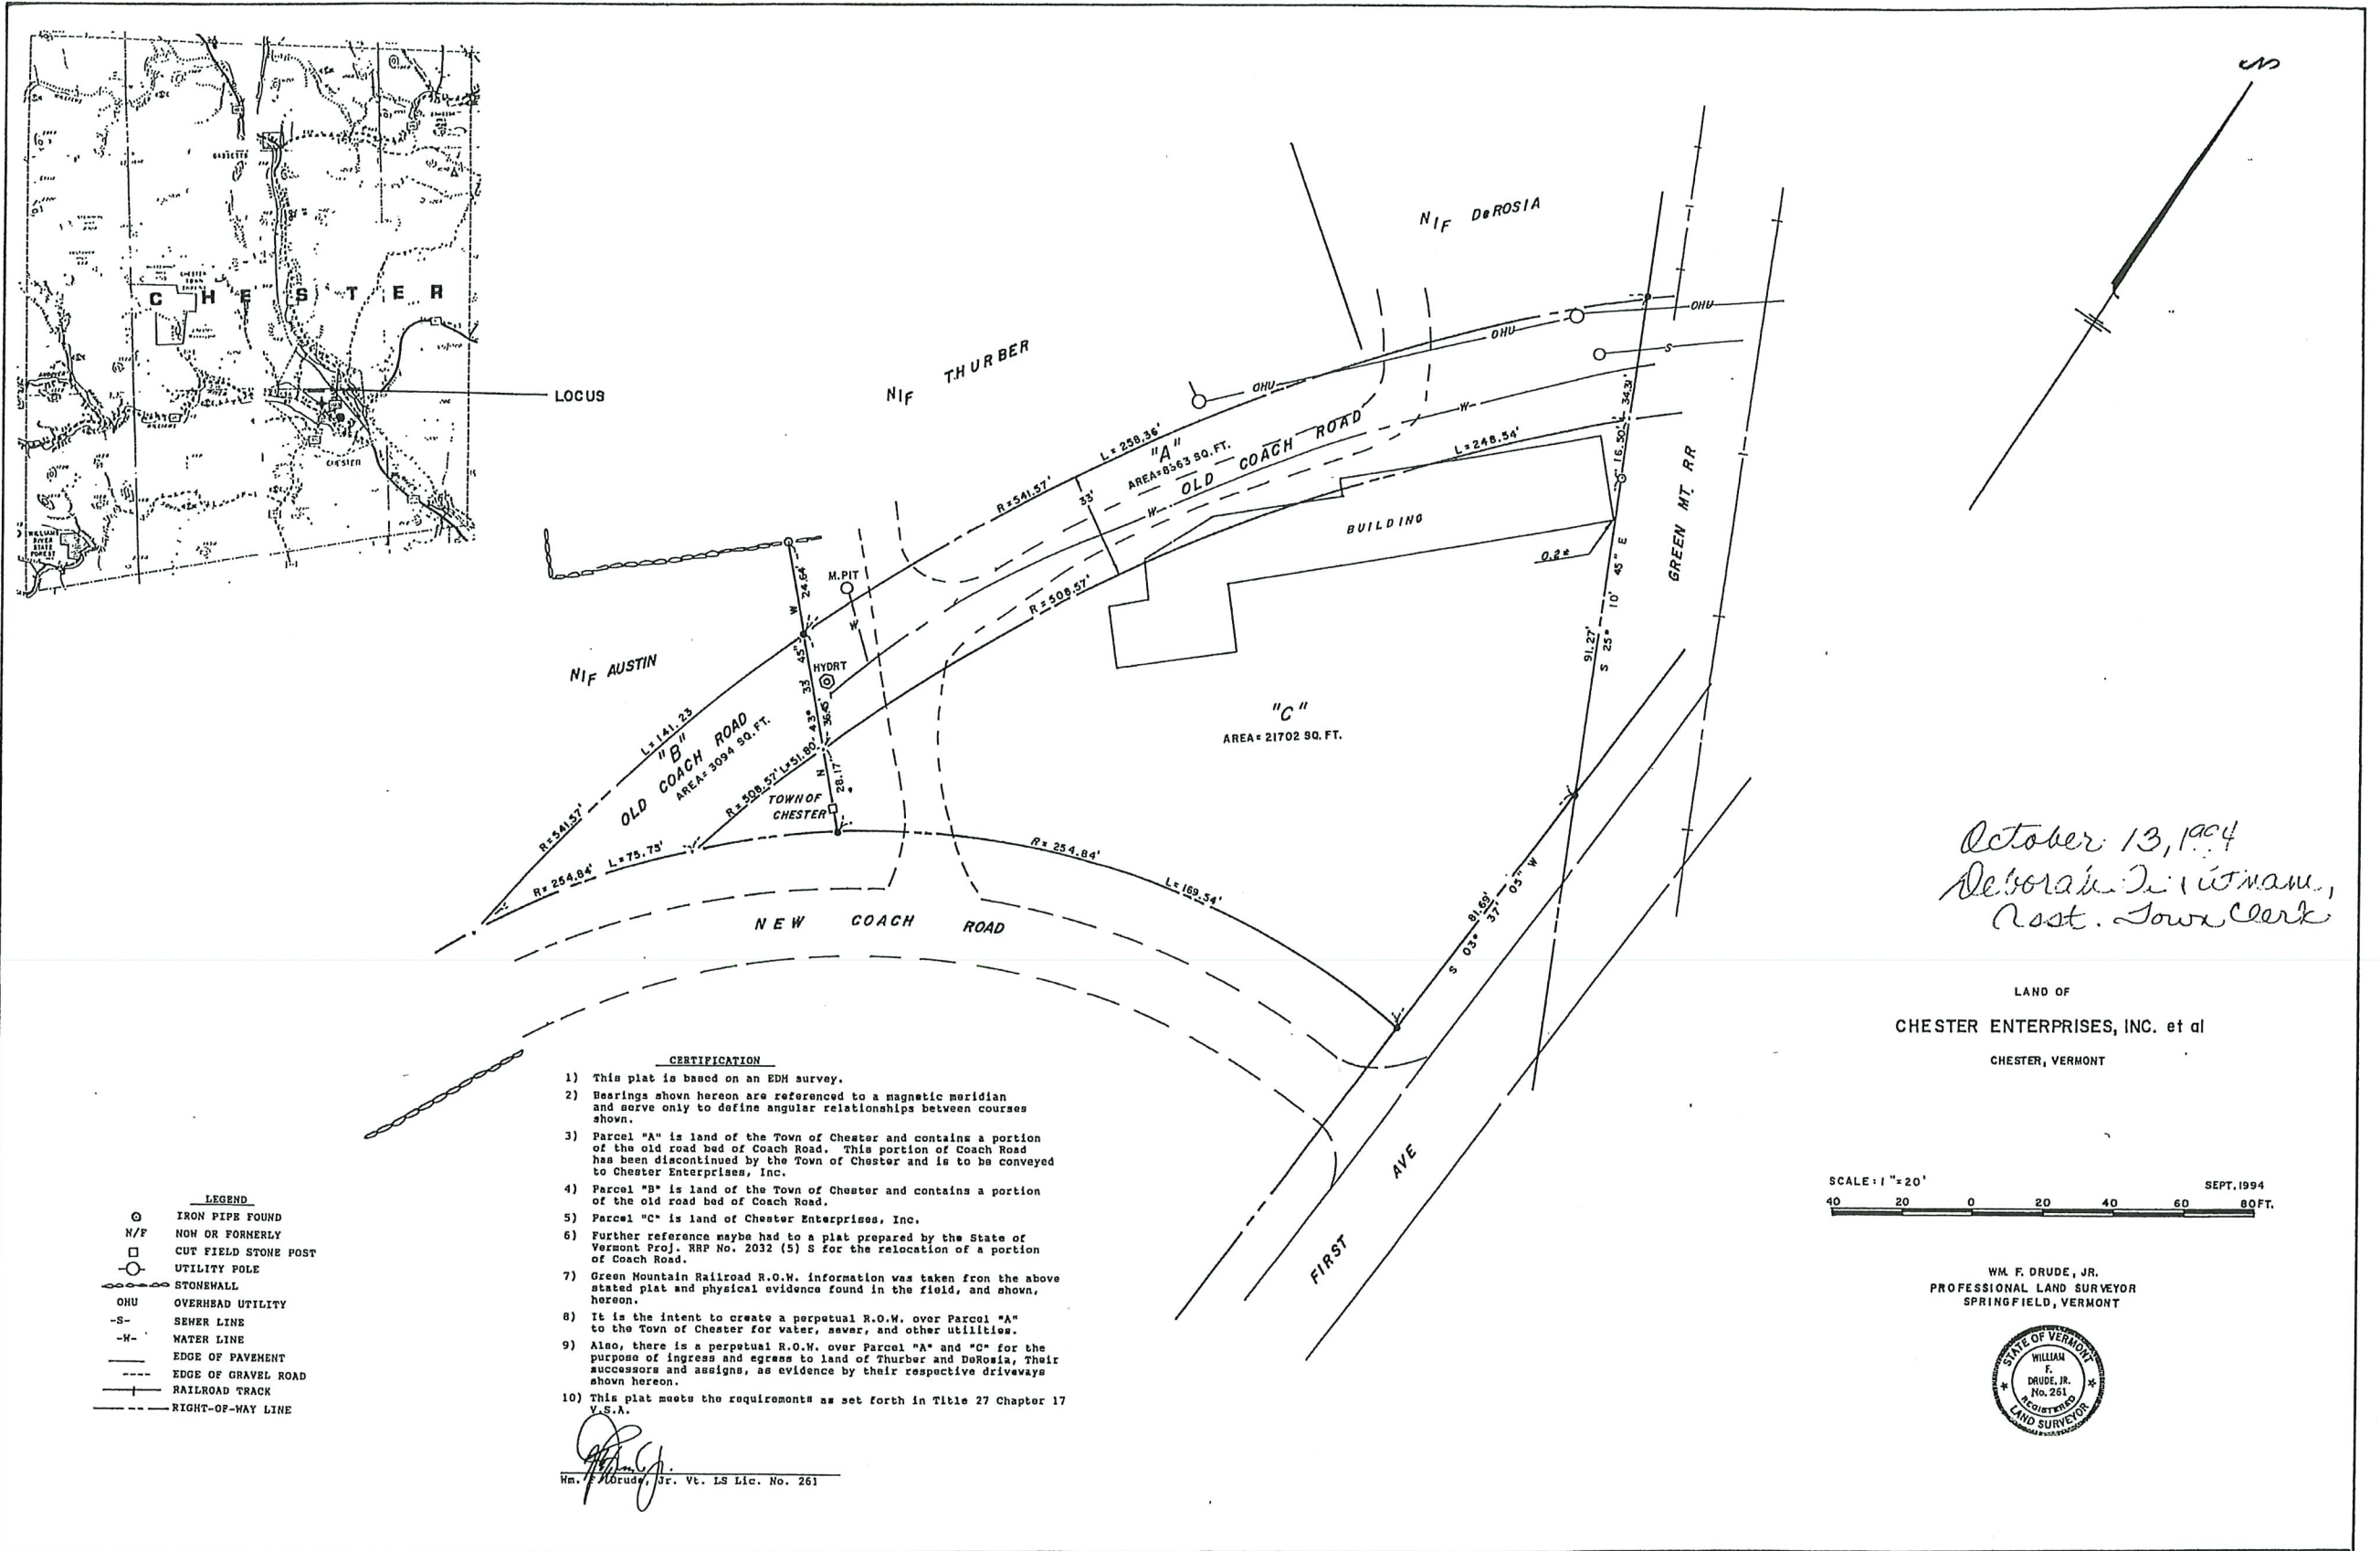 GASSETTS
C H E S T E R
CHESTER
WILLIAMS
RIVER
STATE
FOREST
LOCUS
N/F DeROSIA
N/F THURBER
OHU
OHU
OHU
S
W
L=258.36'
"A"
AREA=8563 SQ.FT.
R=541.57'
33'
OLD COACH ROAD
W
L=248.54'
34.31'
16.50'
BUILDING
0.2±
GREEN MT. RR
R=508.57'
91.27'
S 25° 10' 45" E
M.PIT
W
24.64'
HYDRT
N 43° 33' 45" W
36.45'
28.17'
N/F AUSTIN
L=141.23
"B"
OLD COACH ROAD
AREA=3094 SQ.FT.
R=508.57' L=51.80'
TOWN OF
CHESTER
R=541.57'
R=254.84' L=75.75'
"C"
AREA=21702 SQ.FT.
R=254.84'
L=169.54'
NEW COACH ROAD
81.69'
S 03° 37' 05" W
FIRST AVE
October 13, 1994
Asst. Town Clerk
LAND OF
CHESTER ENTERPRISES, INC. et al
CHESTER, VERMONT
SCALE: 1"=20'
SEPT.1994
40 20 0 20 40 60 80FT.
WM. F. DRUDE, JR.
PROFESSIONAL LAND SURVEYOR
SPRINGFIELD, VERMONT
STATE OF VERMONT
WILLIAM
F.
DRUDE, JR.
No. 261
REGISTERED
LAND SURVEYOR
CERTIFICATION
1) This plat is based on an EDM survey.
2) Bearings shown hereon are referenced to a magnetic meridian
and serve only to define angular relationships between courses
shown.
3) Parcel "A" is land of the Town of Chester and contains a portion
of the old road bed of Coach Road. This portion of Coach Road
has been discontinued by the Town of Chester and is to be conveyed
to Chester Enterprises, Inc.
4) Parcel "B" is land of the Town of Chester and contains a portion
of the old road bed of Coach Road.
5) Parcel "C" is land of Chester Enterprises, Inc.
6) Further reference maybe had to a plat prepared by the State of
Vermont Proj. RRP No. 2032 (5) S for the relocation of a portion
of Coach Road.
7) Green Mountain Railroad R.O.W. information was taken from the above
stated plat and physical evidence found in the field, and shown,
hereon.
8) It is the intent to create a perpetual R.O.W. over Parcel "A"
to the Town of Chester for water, sewer, and other utilities.
9) Also, there is a perpetual R.O.W. over Parcel "A" and "C" for the
purpose of ingress and egress to land of Thurber and DeRosia, Their
successors and assigns, as evidence by their respective driveways
shown hereon.
10) This plat meets the requirements as set forth in Title 27 Chapter 17
V.S.A.
Wm. F. Drude, Jr. Vt. LS Lic. No. 261
LEGEND
IRON PIPE FOUND
N/F NOW OR FORMERLY
CUT FIELD STONE POST
UTILITY POLE
STONEWALL
OHU OVERHEAD UTILITY
-S- SEWER LINE
-W- WATER LINE
EDGE OF PAVEMENT
EDGE OF GRAVEL ROAD
RAILROAD TRACK
RIGHT-OF-WAY LINE